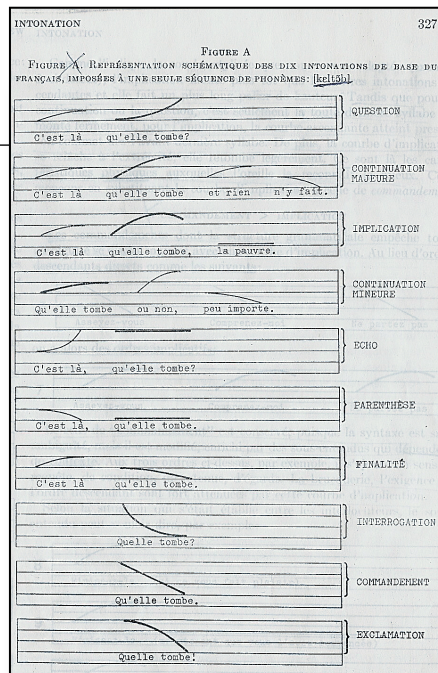 INTONATION 327
FIGURE A
FIGURE A. REPRÉSENTATION SCHÉMATIQUE DES DIX INTONATIONS DE BASE DU
FRANÇAIS, IMPOSÉES À UNE SEULE SÉQUENCE DE PHONÈMES: [kɛltɔ̃b]
QUESTION
C'est là qu'elle tombe?
CONTINUATION
MAJEURE
C'est là qu'elle tombe et rien n'y fait.
IMPLICATION
C'est là qu'elle tombe, la pauvre.
CONTINUATION
MINEURE
Qu'elle tombe ou non, peu importe.
ECHO
C'est là, qu'elle tombe?
PARENTHÈSE
C'est là, qu'elle tombe.
FINALITÉ
C'est là qu'elle tombe.
INTERROGATION
Quelle tombe?
COMMANDEMENT
Qu'elle tombe.
EXCLAMATION
Quelle tombe!